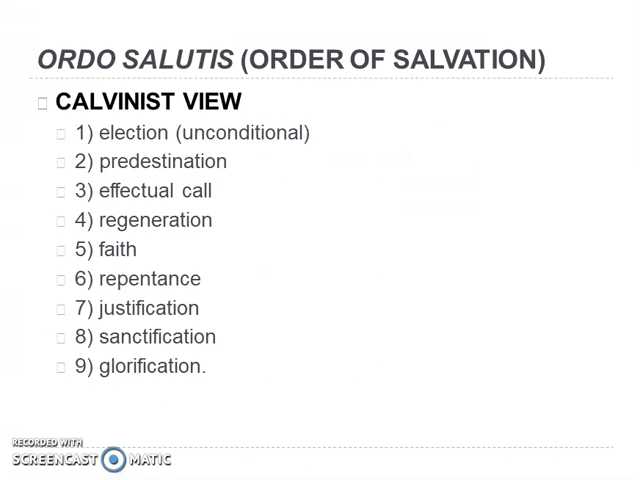 ORDO SALUTIS (ORDER OF SALVATION)
CALVINIST VIEW
1) election (unconditional)
2) predestination
3) effectual call
4) regeneration
5) faith
6) repentance
7) justification
8) sanctification
9) glorification.
RECORDED WITH
SCREENCAST MATIC